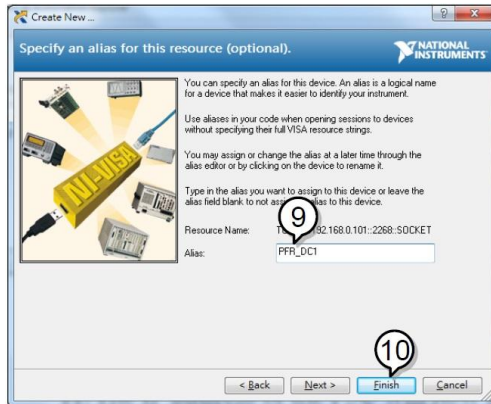 Create New ...
Specify an alias for this resource (optional).
NATIONAL
INSTRUMENTS
You can specify an alias for this device. An alias is a logical name
for a device that makes it easier to identify your instrument.
Use aliases in your code when opening sessions to devices
without specifying their full VISA resource strings.
You may assign or change the alias at a later time through the
alias editor or by clicking on the device to rename it.
Type in the alias you want to assign to this device or leave the
alias field blank to not alias to this device.
NI-VISA
9
Resource Name: 92.168.0.101::2268::SOCKET
Alias: PFR_DC1
10
< Back Next > Finish Cancel